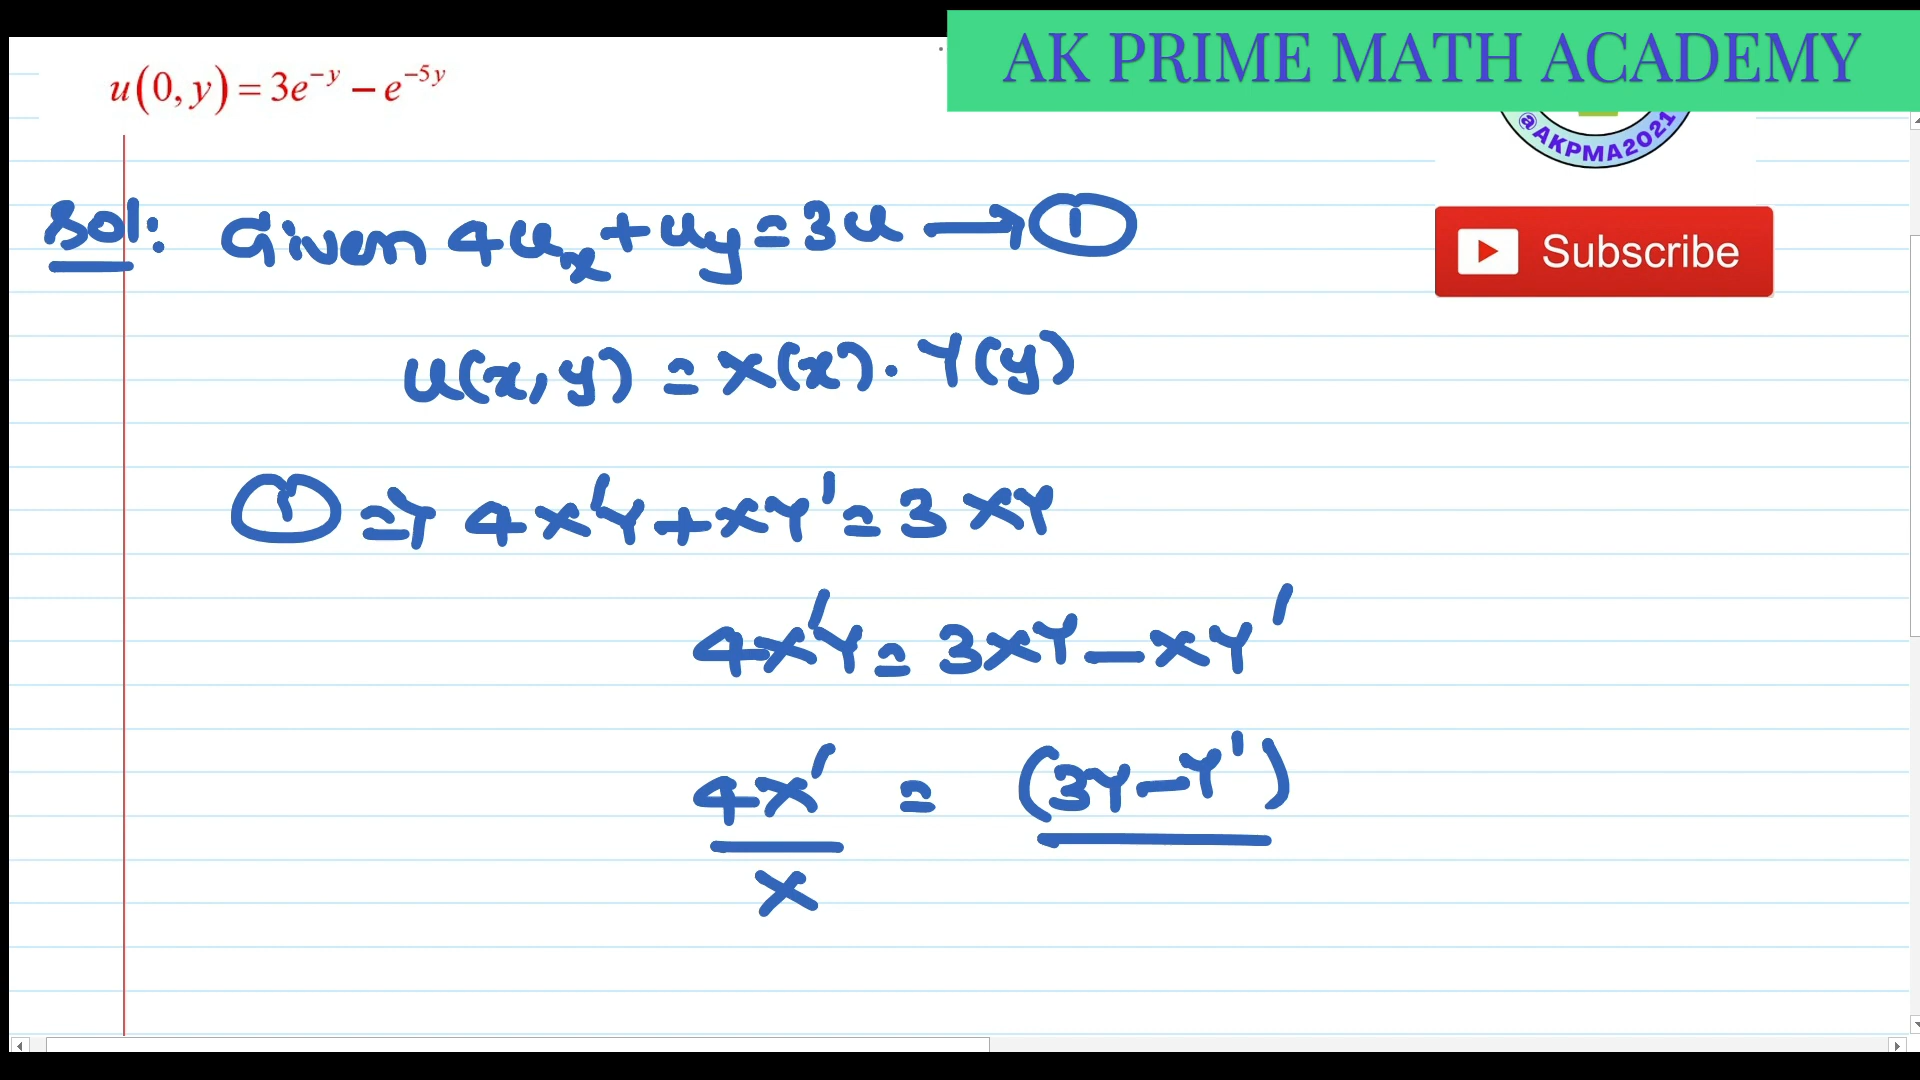 AK PRIME MATH ACADEMY
u(0, y) = 3e^{-y} - e^{-5y}
@AKPMA2021
Sol: Given 4u_x + u_y = 3u → ①
Subscribe
u(x, y) = X(x) · Y(y)
① ⇒ 4X'Y + XY' = 3XY
4X'Y = 3XY - XY'
4X' = (3Y - Y')
X